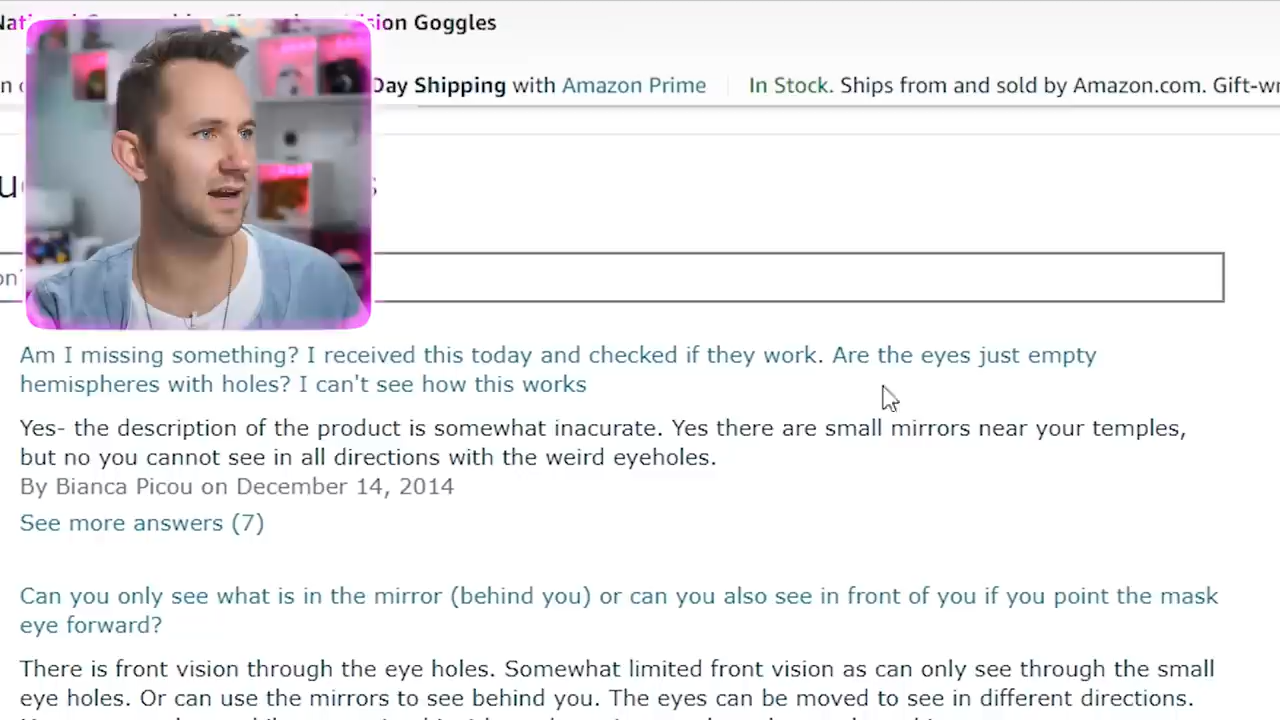 ion Goggles
Day Shipping with Amazon Prime In Stock. Ships from and sold by Amazon.com.
Am I missing something? I received this today and checked if they work. Are the eyes just empty
hemispheres with holes? I can't see how this works
Yes- the description of the product is somewhat inacurate. Yes there are small mirrors near your temples,
but no you cannot see in all directions with the weird eyeholes.
By Bianca Picou on December 14, 2014
See more answers (7)
Can you only see what is in the mirror (behind you) or can you also see in front of you if you point the mask
eye forward?
There is front vision through the eye holes. Somewhat limited front vision as can only see through the small
eye holes. Or can use the mirrors to see behind you. The eyes can be moved to see in different directions.